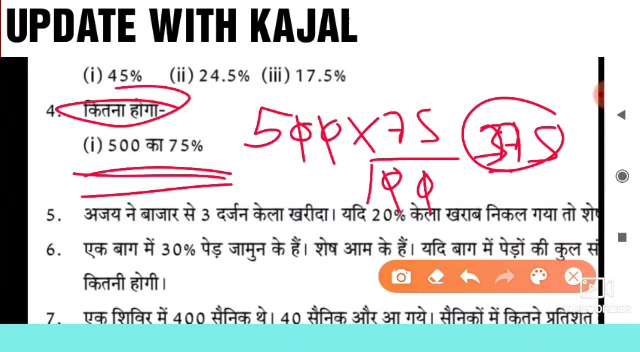 UPDATE WITH KAJAL
(i) 45% (ii) 24.5% (iii) 17.5%
4. कितना होगा-
(i) 500 का 75%
500 X 75
100
375
5. अजय ने बाजार से 3 दर्जन केला खरीदा। यदि 20% केला खराब निकल गया तो शेष
6. एक बाग में 30% पेड़ जामुन के हैं। शेष आम के हैं। यदि बाग में पेड़ों की कुल सं
कितनी होगी।
7. एक शिविर में 400 सैनिक थे। 40 सैनिक और आ गये। सैनिकों में कितने प्रतिशत